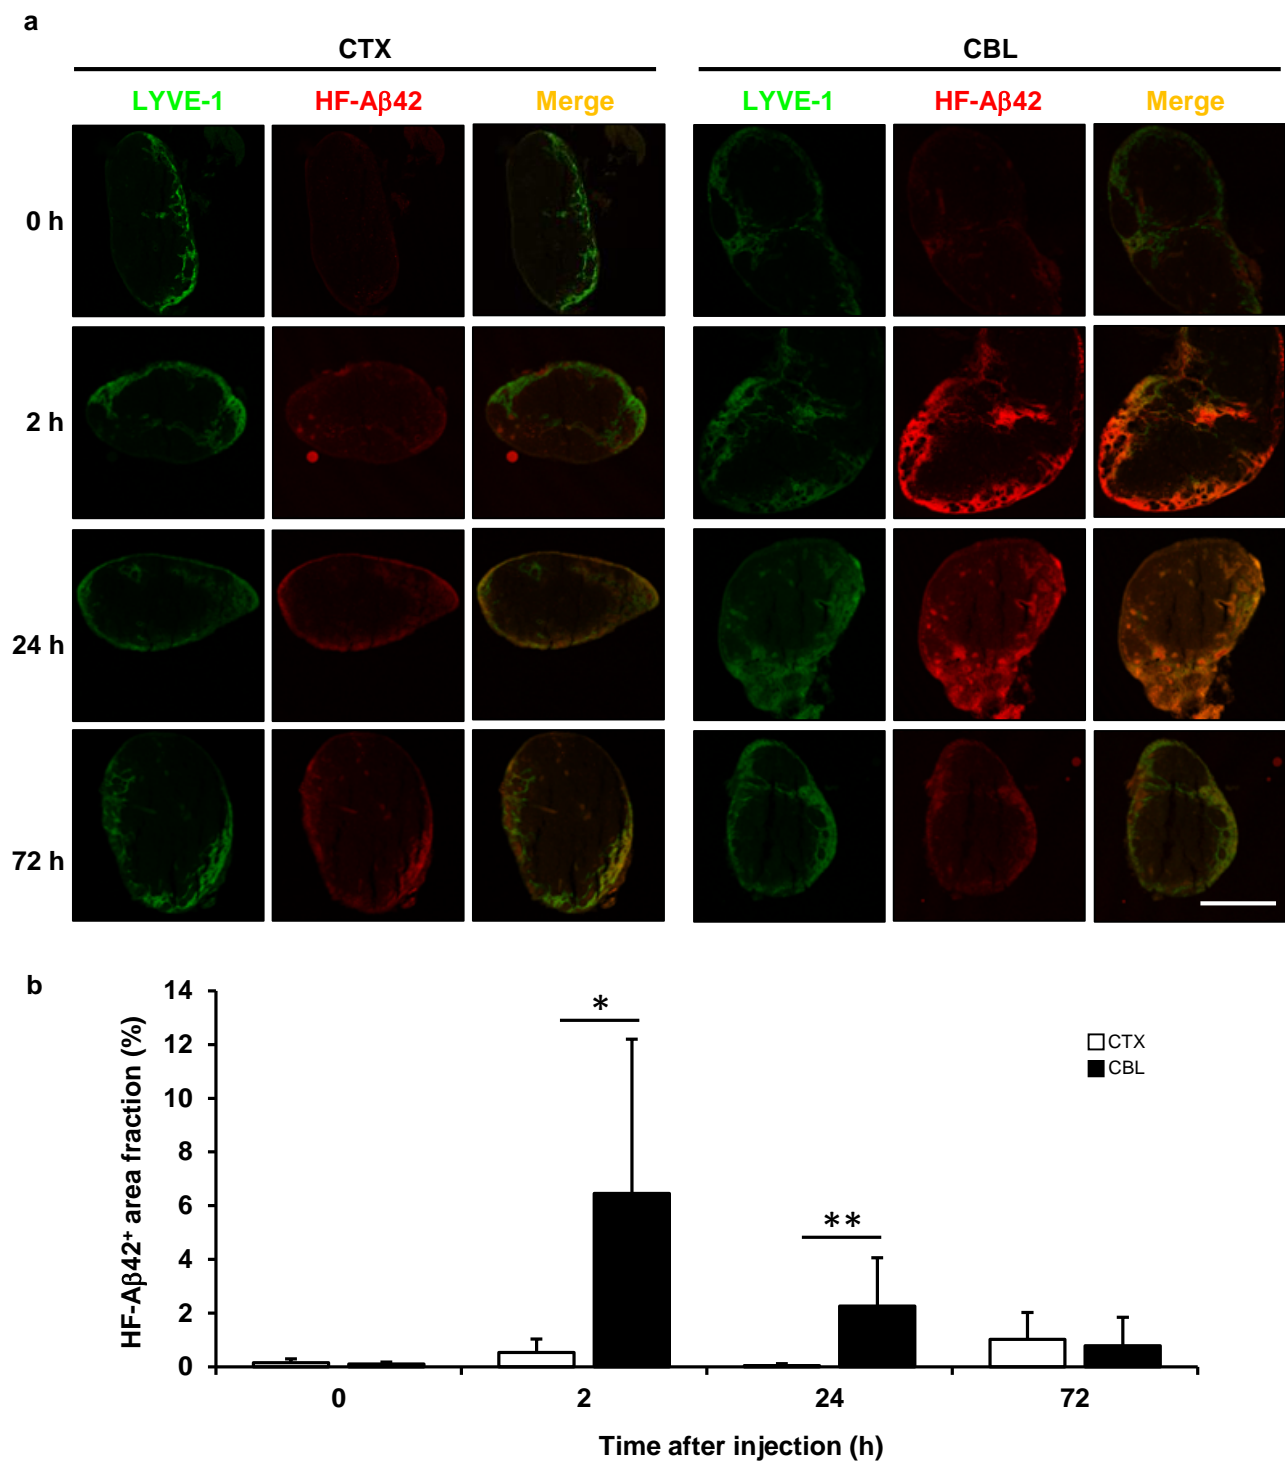 a
CTX CBL
LYVE-1 HF-Aβ42 Merge LYVE-1 HF-Aβ42 Merge
0 h
2 h
24 h
72 h
b
HF-Aβ42⁺ area fraction (%)
14
12
10
8
6
4
2
0
* **
CTX
CBL
0 2 24 72
Time after injection (h)